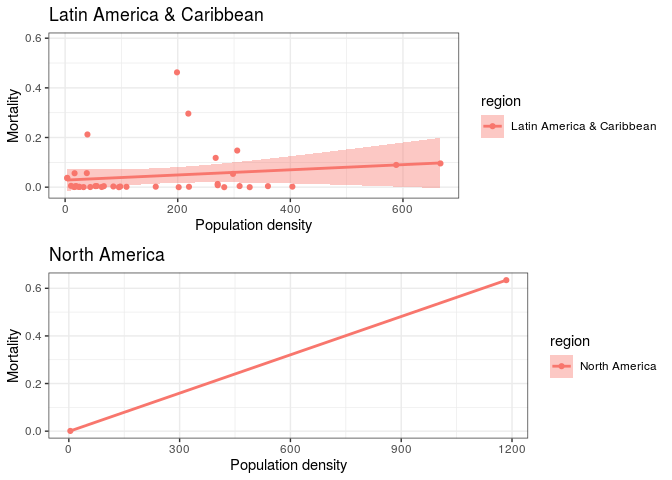 Latin America & Caribbean
0.6
0.4
0.2
0.0
Mortality
0 200 400 600
Population density
region
Latin America & Caribbean
North America
0.6
0.4
0.2
0.0
Mortality
0 300 600 900 1200
Population density
region
North America